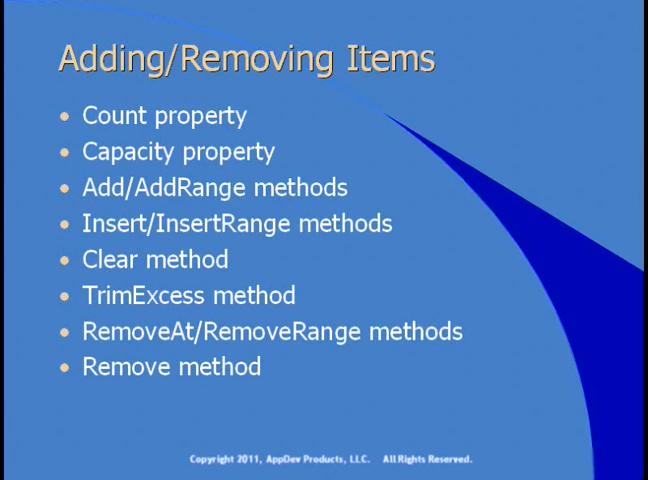 Adding/Removing Items
• Count property
• Capacity property
• Add/AddRange methods
• Insert/InsertRange methods
• Clear method
• TrimExcess method
• RemoveAt/RemoveRange methods
• Remove method
Copyright 2011, AppDev Products, LLC. All Rights Reserved.